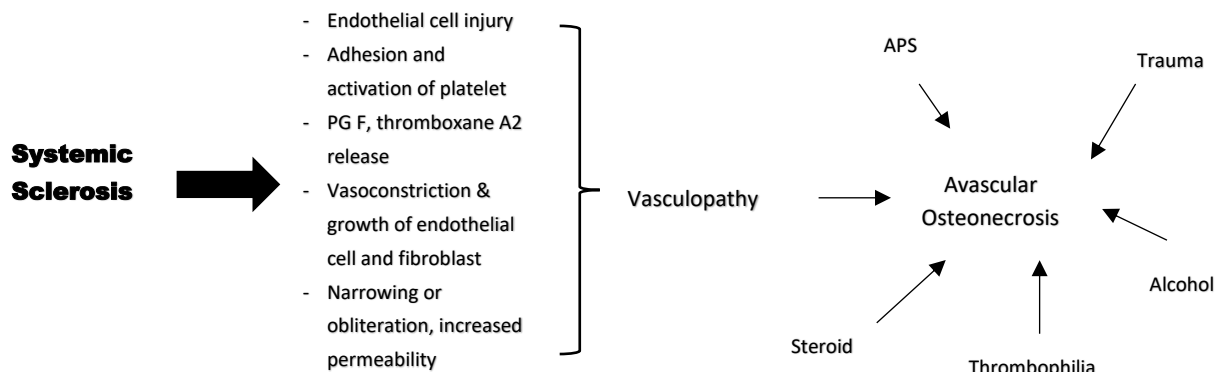 Systemic
Sclerosis
- Endothelial cell injury
- Adhesion and
activation of platelet
- PG F, thromboxane A2
release
- Vasoconstriction &
growth of endothelial
cell and fibroblast
- Narrowing or
obliteration, increased
permeability
Vasculopathy
APS
Trauma
Avascular
Osteonecrosis
Alcohol
Steroid
Thrombophilia